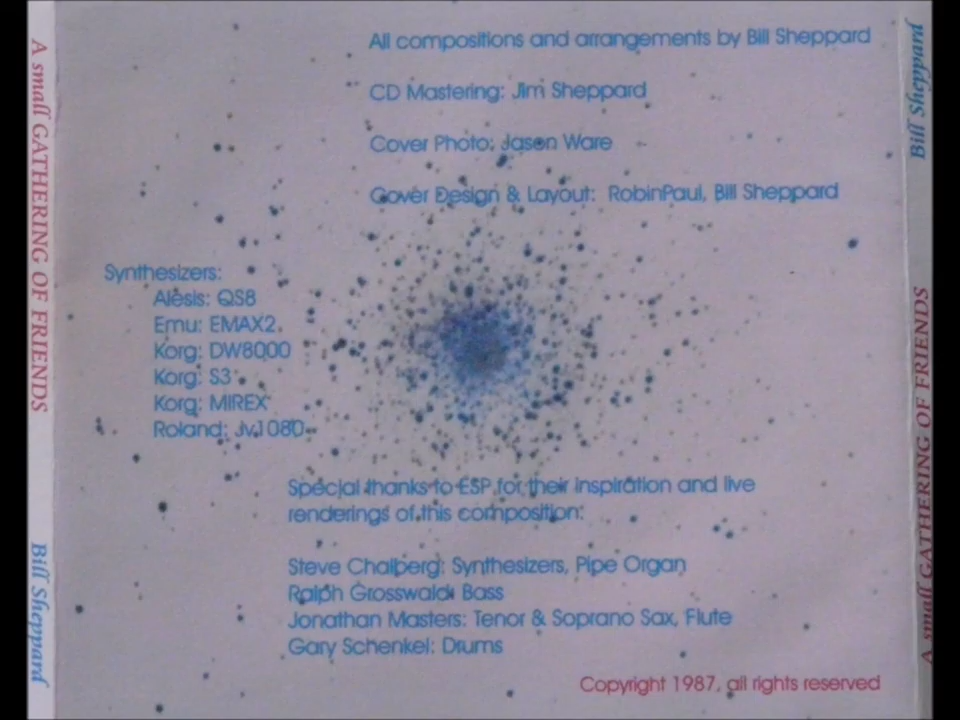 A small GATHERING OF FRIENDS
Bill Sheppard
All compositions and arrangements by Bill Sheppard
CD Mastering: Jim Sheppard
Cover Photo: Jason Ware
Cover Design & Layout: RobinPaul, Bill Sheppard
Synthesizers:
Alesis: QS8
Emu: EMAX2
Korg: DW8000
Korg: S3
Korg: MIREX
Roland: Jv1080
Special thanks to ESP for their inspiration and live
renderings of this composition:
Steve Chalberg: Synthesizers, Pipe Organ
Ralph Grosswald: Bass
Jonathan Masters: Tenor & Soprano Sax, Flute
Gary Schenkel: Drums
Copyright 1987, all rights reserved
Bill Sheppard
A small GATHERING OF FRIENDS